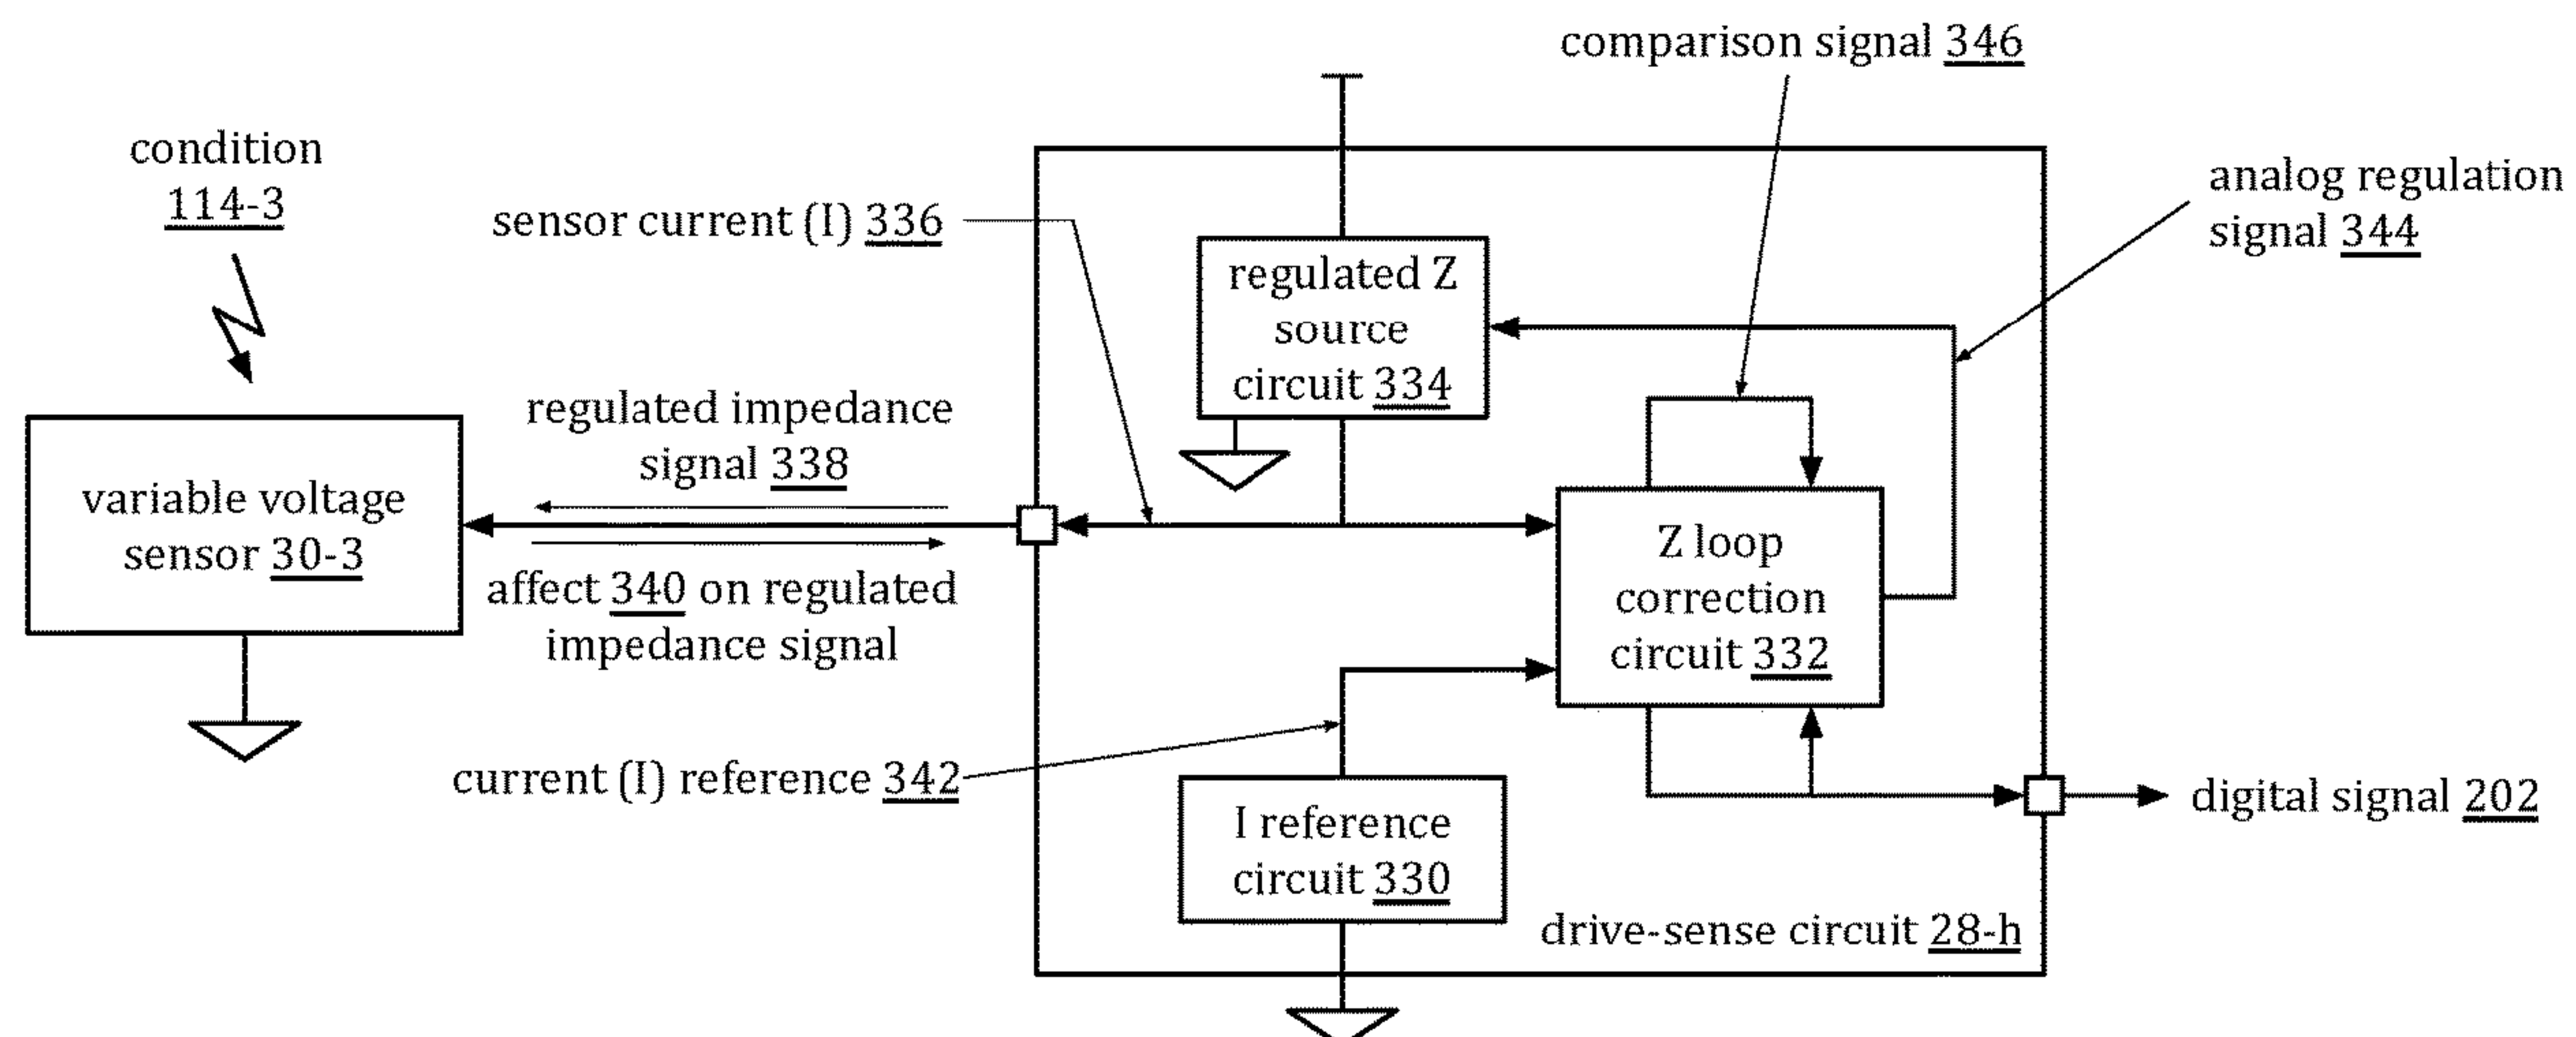 comparison signal 346
condition
114-3
sensor current (I) 336
analog regulation
signal 344
regulated Z
source
circuit 334
regulated impedance
signal 338
variable voltage
sensor 30-3
affect 340 on regulated
impedance signal
Z loop
correction
circuit 332
current (I) reference 342
I reference
circuit 330
digital signal 202
drive-sense circuit 28-h